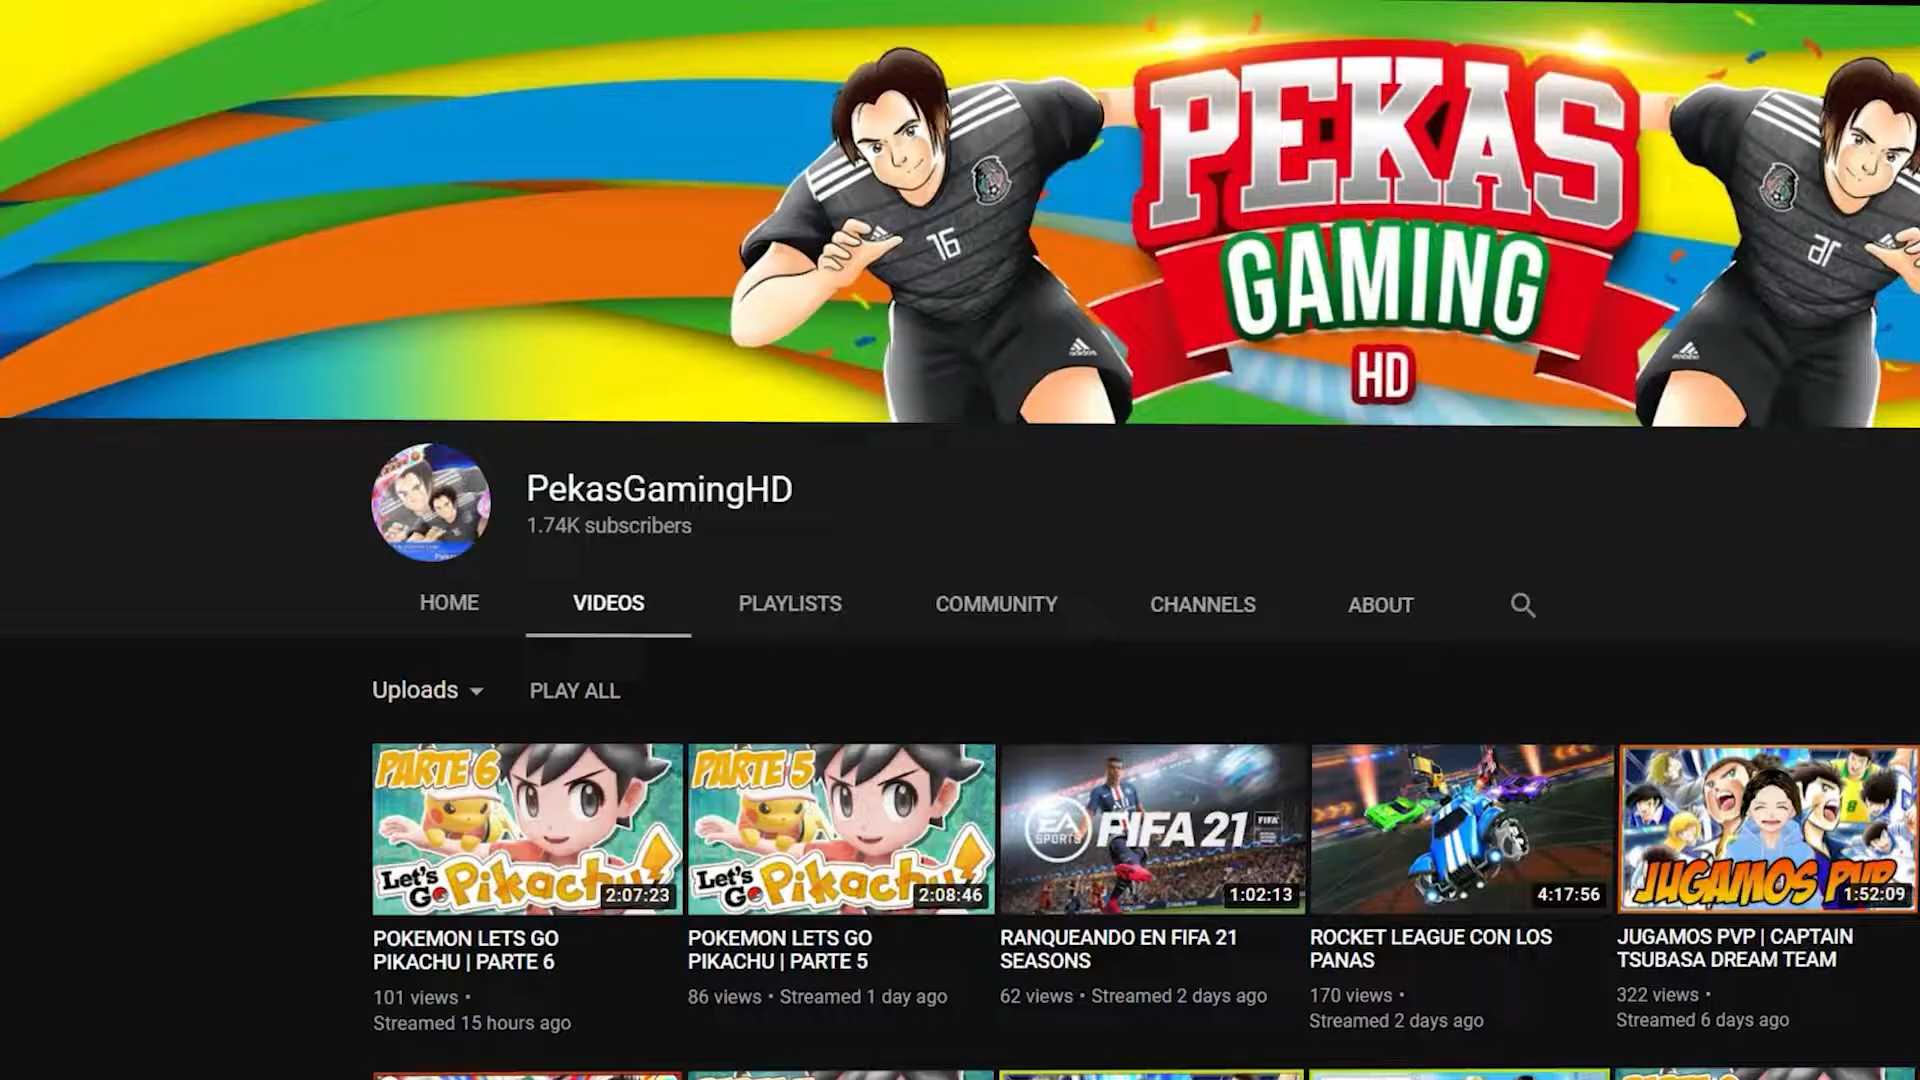 PEKAS
GAMING
HD
16
16
PekasGamingHD
1.74K subscribers
HOME VIDEOS PLAYLISTS COMMUNITY CHANNELS ABOUT
Uploads PLAY ALL
PARTE 6
Let's Go Pikachu
2:07:23
PARTE 5
Let's Go Pikachu
2:08:46
EA SPORTS FIFA 21
FIFA
1:02:13
4:17:56
JUGAMOS PVP
1:52:09
POKEMON LETS GO
PIKACHU | PARTE 6
101 views •
Streamed 15 hours ago
POKEMON LETS GO
PIKACHU | PARTE 5
86 views • Streamed 1 day ago
RANQUEANDO EN FIFA 21
SEASONS
62 views • Streamed 2 days ago
ROCKET LEAGUE CON LOS
PANAS
170 views •
Streamed 2 days ago
JUGAMOS PVP | CAPTAIN
TSUBASA DREAM TEAM
322 views •
Streamed 6 days ago